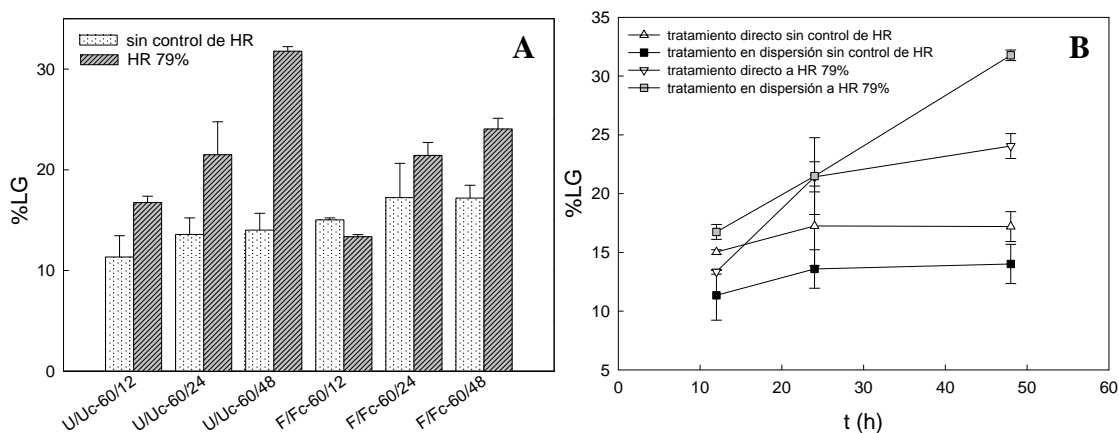 sin control de HR
HR 79%
A
%LG
30
20
10
0
U/Uc-60/12
U/Uc-60/24
U/Uc-60/48
F/Fc-60/12
F/Fc-60/24
F/Fc-60/48
B
tratamiento directo sin control de HR
tratamiento en dispersión sin control de HR
tratamiento directo a HR 79%
tratamiento en dispersión a HR 79%
%LG
35
30
25
20
15
10
5
0 10 20 30 40 50 60
t (h)